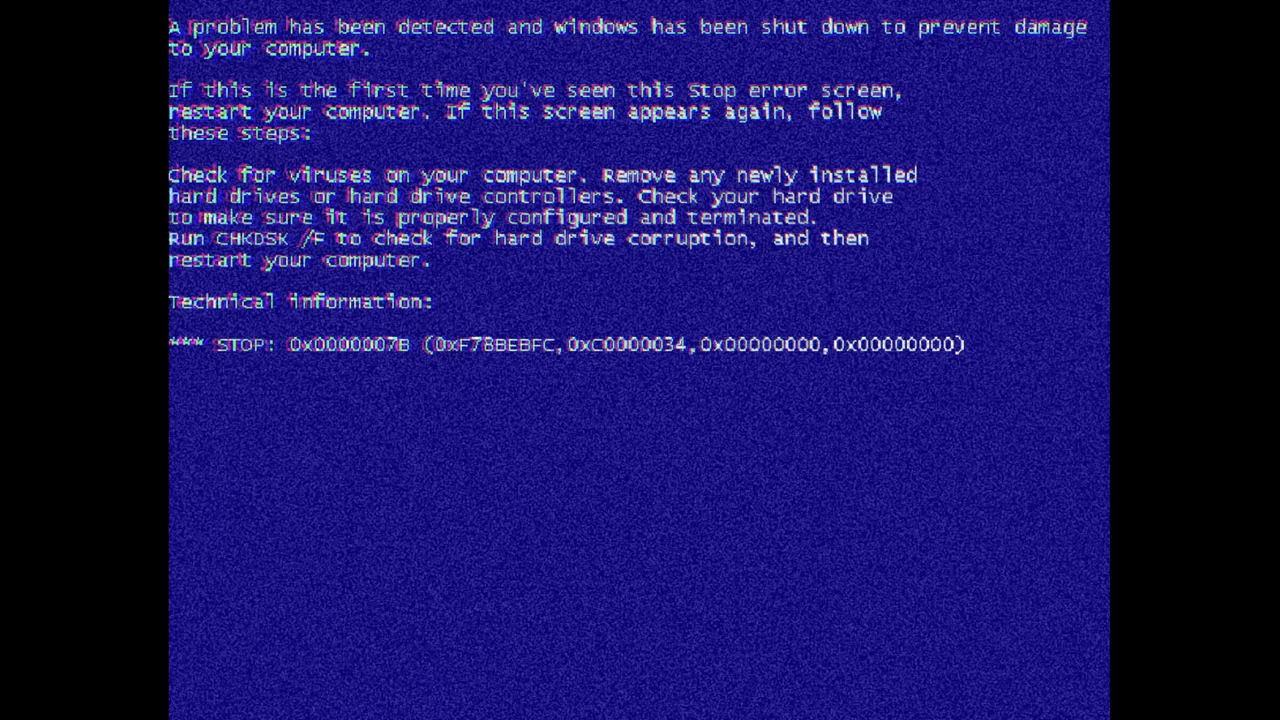 A problem has been detected and windows has been shut down to prevent damage
to your computer.
If this is the first time you've seen this Stop error screen,
restart your computer. If this screen appears again, follow
these steps:
Check for viruses on your computer. Remove any newly installed
hard drives or hard drive controllers. Check your hard drive
to make sure it is properly configured and terminated.
Run CHKDSK /F to check for hard drive corruption, and then
restart your computer.
Technical information:
*** STOP: 0x0000007B (0xF78BEBFC,0xC0000034,0x00000000,0x00000000)